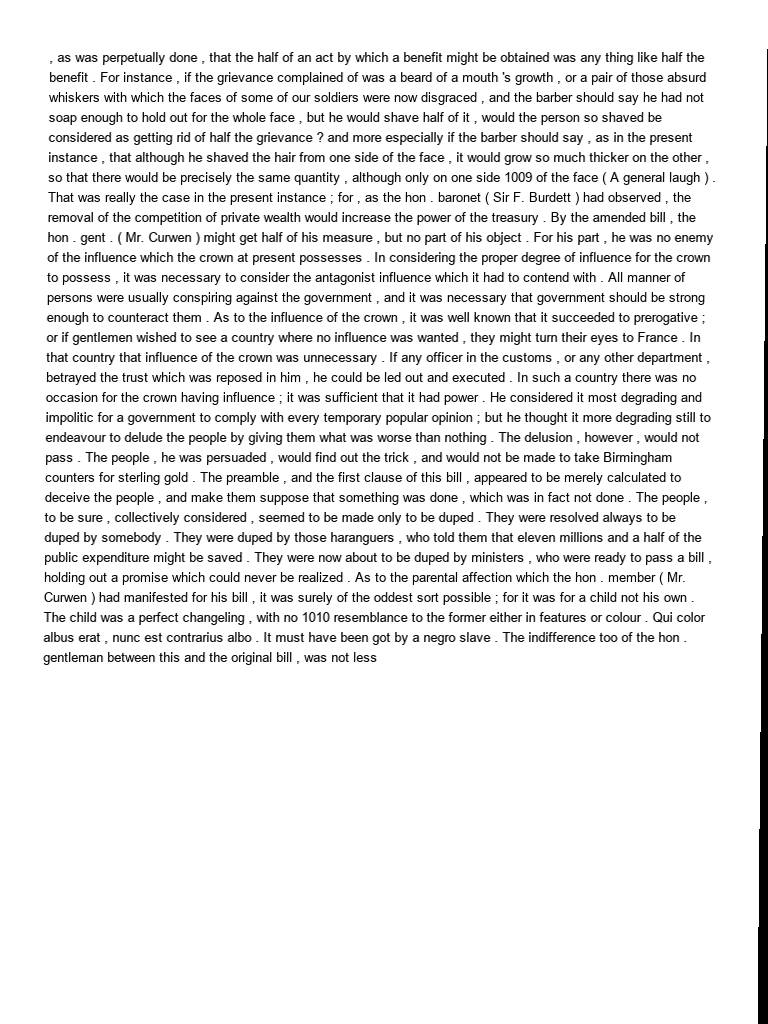 , as was perpetually done , that the half of an act by which a benefit might be obtained was any thing like half the
benefit . For instance , if the grievance complained of was a beard of a mouth 's growth , or a pair of those absurd
whiskers with which the faces of some of our soldiers were now disgraced , and the barber should say he had not
soap enough to hold out for the whole face , but he would shave half of it , would the person so shaved be
considered as getting rid of half the grievance ? and more especially if the barber should say , as in the present
instance , that although he shaved the hair from one side of the face , it would grow so much thicker on the other ,
so that there would be precisely the same quantity , although only on one side 1009 of the face ( A general laugh ) .
That was really the case in the present instance ; for , as the hon . baronet ( Sir F. Burdett ) had observed , the
removal of the competition of private wealth would increase the power of the treasury . By the amended bill , the
hon . gent . ( Mr. Curwen ) might get half of his measure , but no part of his object . For his part , he was no enemy
of the influence which the crown at present possesses . In considering the proper degree of influence for the crown
to possess , it was necessary to consider the antagonist influence which it had to contend with . All manner of
persons were usually conspiring against the government , and it was necessary that government should be strong
enough to counteract them . As to the influence of the crown , it was well known that it succeeded to prerogative ;
or if gentlemen wished to see a country where no influence was wanted , they might turn their eyes to France . In
that country that influence of the crown was unnecessary . If any officer in the customs , or any other department ,
betrayed the trust which was reposed in him , he could be led out and executed . In such a country there was no
occasion for the crown having influence ; it was sufficient that it had power . He considered it most degrading and
impolitic for a government to comply with every temporary popular opinion ; but he thought it more degrading still to
endeavour to delude the people by giving them what was worse than nothing . The delusion , however , would not
pass . The people , he was persuaded , would find out the trick , and would not be made to take Birmingham
counters for sterling gold . The preamble , and the first clause of this bill , appeared to be merely calculated to
deceive the people , and make them suppose that something was done , which was in fact not done . The people ,
to be sure , collectively considered , seemed to be made only to be duped . They were resolved always to be
duped by somebody . They were duped by those haranguers , who told them that eleven millions and a half of the
public expenditure might be saved . They were now about to be duped by ministers , who were ready to pass a bill ,
holding out a promise which could never be realized . As to the parental affection which the hon . member ( Mr.
Curwen ) had manifested for his bill , it was surely of the oddest sort possible ; for it was for a child not his own .
The child was a perfect changeling , with no 1010 resemblance to the former either in features or colour . Qui color
albus erat , nunc est contrarius albo . It must have been got by a negro slave . The indifference too of the hon .
gentleman between this and the original bill , was not less